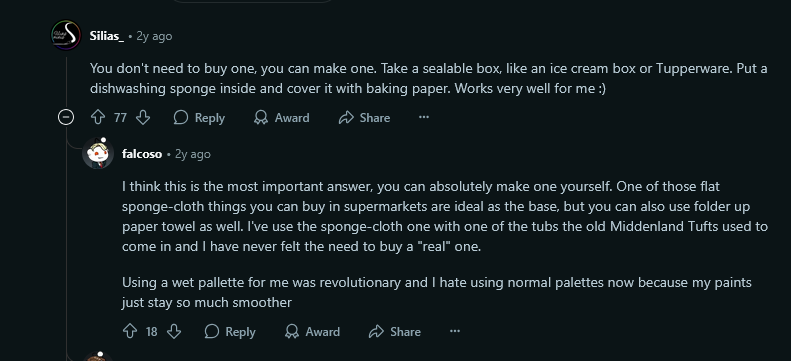 Silias_ • 2y ago
You don't need to buy one, you can make one. Take a sealable box, like an ice cream box or Tupperware. Put a
dishwashing sponge inside and cover it with baking paper. Works very well for me :)
77 Reply Award Share ...
falcoso • 2y ago
I think this is the most important answer, you can absolutely make one yourself. One of those flat
sponge-cloth things you can buy in supermarkets are ideal as the base, but you can also use folder up
paper towel as well. I've use the sponge-cloth one with one of the tubs the old Middenland Tufts used to
come in and I have never felt the need to buy a "real" one.
Using a wet pallette for me was revolutionary and I hate using normal palettes now because my paints
just stay so much smoother
18 Reply Award Share ...